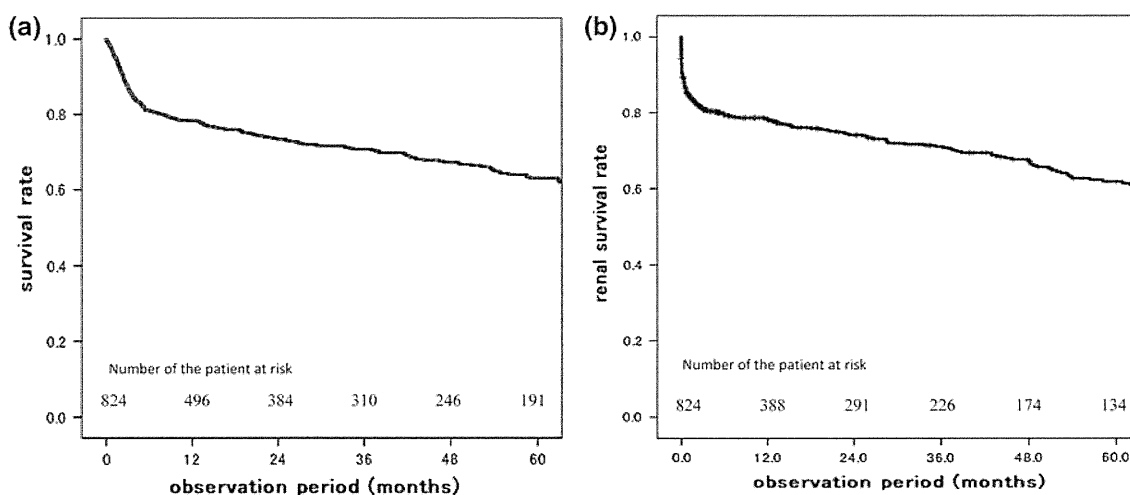 (a)
survival rate
1.0
0.8
0.6
0.4
0.2
0.0
Number of the patient at risk
824 496 384 310 246 191
0 12 24 36 48 60
observation period (months)
(b)
renal survival rate
1.0
0.8
0.6
0.4
0.2
0.0
Number of the patient at risk
824 388 291 226 174 134
0.0 12.0 24.0 36.0 48.0 60.0
observation period (months)